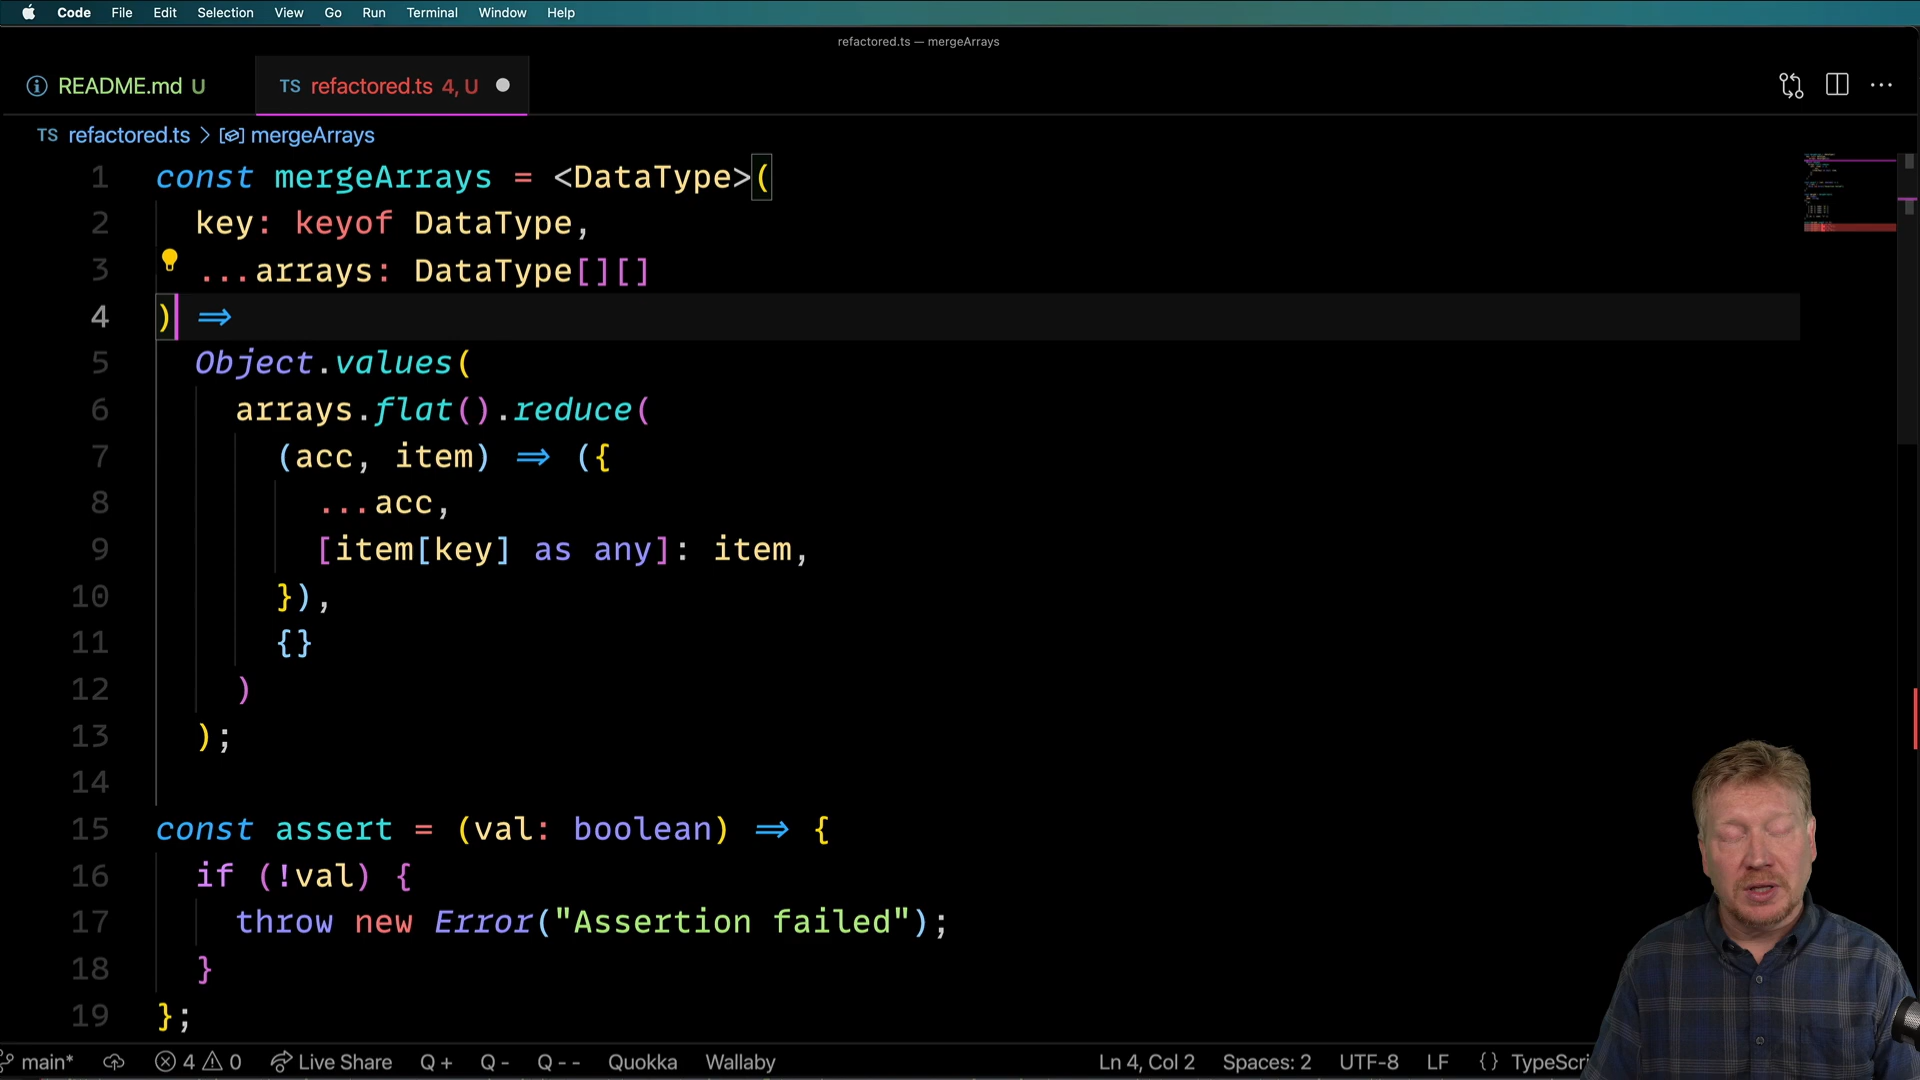 Code File Edit Selection View Go Run Terminal Window Help
refactored.ts — mergeArrays
README.md U TS refactored.ts 4, U
TS refactored.ts > mergeArrays
1 const mergeArrays = <DataType>(
2 key: keyof DataType,
3 ...arrays: DataType[][]
4 ) =>
5 Object.values(
6 arrays.flat().reduce(
7 (acc, item) => ({
8 ...acc,
9 [item[key] as any]: item,
10 }),
11 {}
12 )
13 );
14
15 const assert = (val: boolean) => {
16 if (!val) {
17 throw new Error("Assertion failed");
18 }
19 };
main* 4 0 Live Share Q + Q - Q - - Quokka Wallaby Ln 4, Col 2 Spaces: 2 UTF-8 LF {} TypeScri